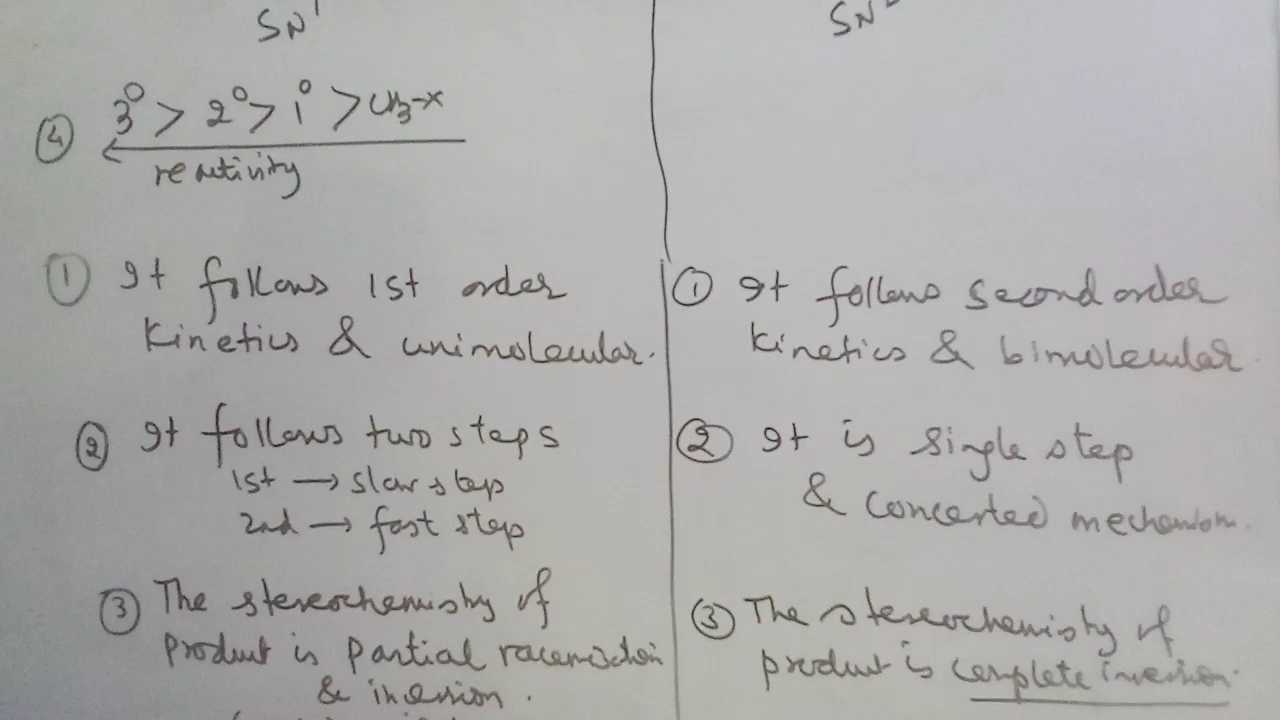 SN1
④ 3° > 2° > 1° > CH3-X
reactivity
① It follows 1st order
kinetics & unimolecular.
② It follows two steps
1st → slow step
2nd → fast step
③ The stereochemistry of
product is partial racemisation
& inversion.
SN2
① It follows second order
kinetics & bimolecular.
② It is single step
& concerted mechanism.
③ The stereochemistry of
product is complete inversion.